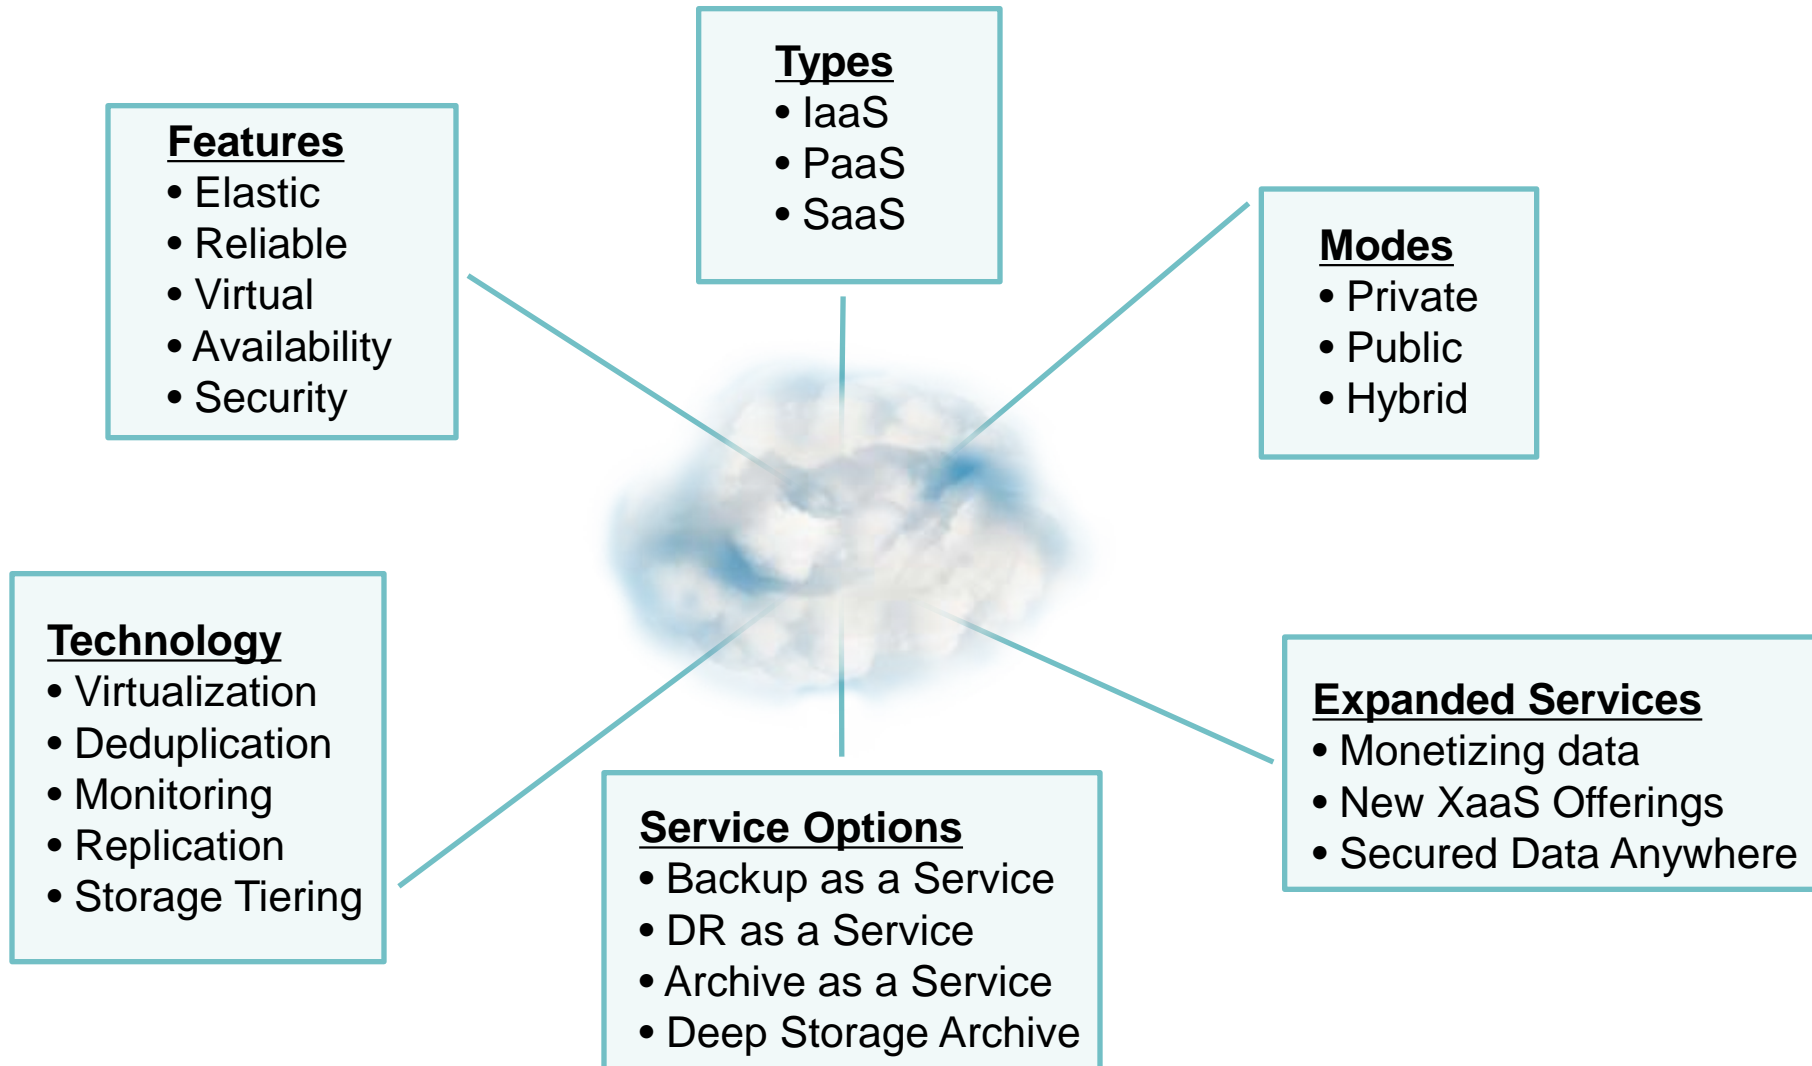 Types
• IaaS
• PaaS
• SaaS
Features
• Elastic
• Reliable
• Virtual
• Availability
• Security
Modes
• Private
• Public
• Hybrid
Technology
• Virtualization
• Deduplication
• Monitoring
• Replication
• Storage Tiering
Service Options
• Backup as a Service
• DR as a Service
• Archive as a Service
• Deep Storage Archive
Expanded Services
• Monetizing data
• New XaaS Offerings
• Secured Data Anywhere